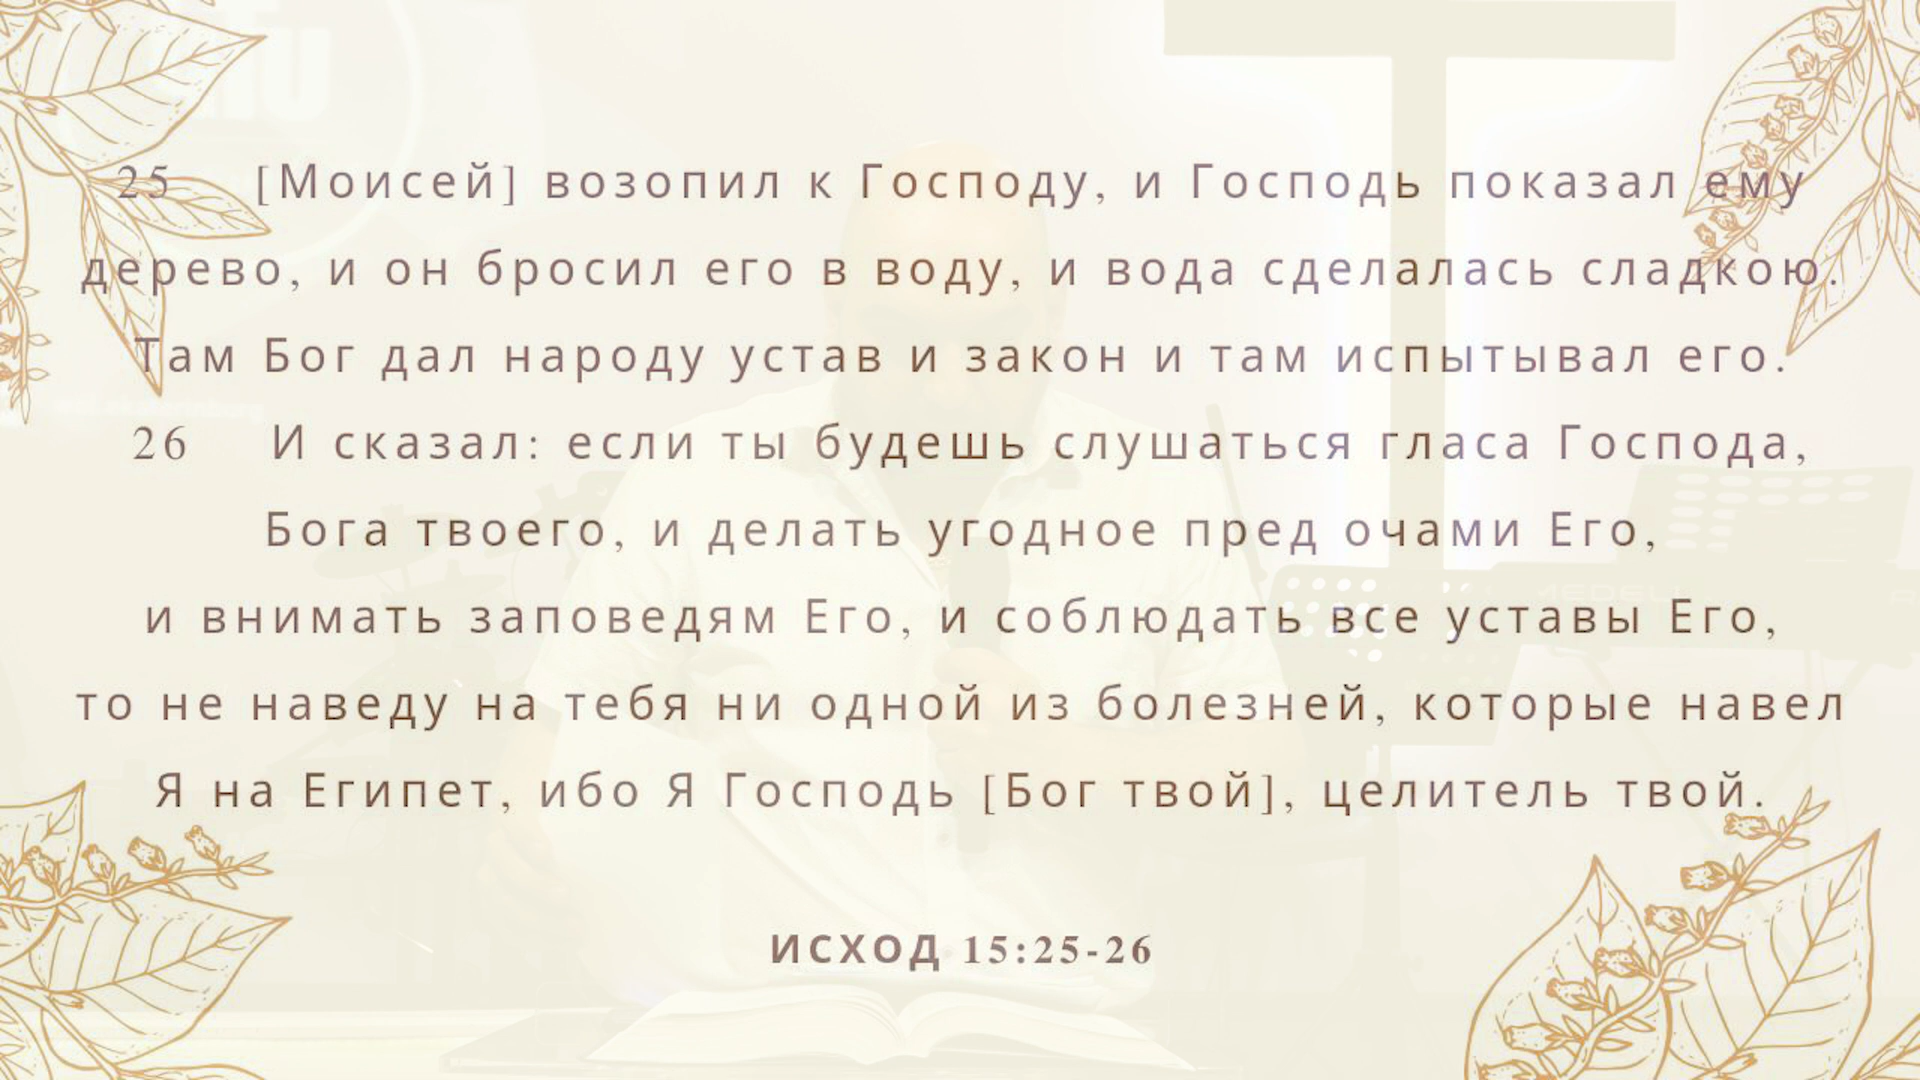 25 [Моисей] возопил к Господу, и Господь показал ему
дерево, и он бросил его в воду, и вода сделалась сладкою.
Там Бог дал народу устав и закон и там испытывал его.
26 И сказал: если ты будешь слушаться гласа Господа,
Бога твоего, и делать угодное пред очами Его,
и внимать заповедям Его, и соблюдать все уставы Его,
то не наведу на тебя ни одной из болезней, которые навел
Я на Египет, ибо Я Господь [Бог твой], целитель твой.
ИСХОД 15:25-26